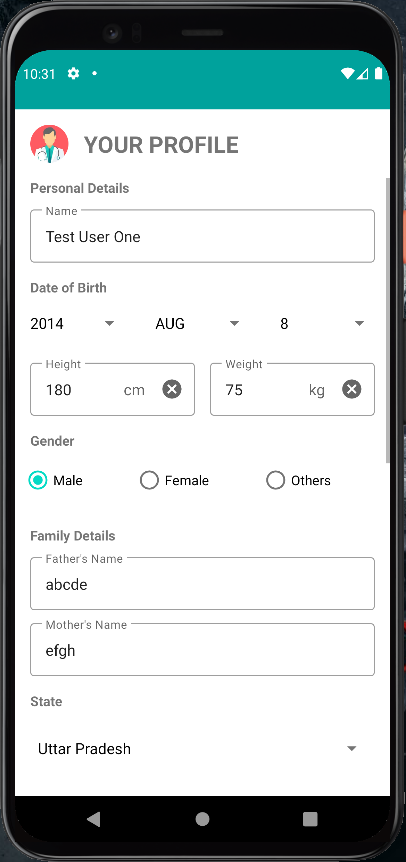 10:31
YOUR PROFILE
Personal Details
Name
Test User One
Date of Birth
2014 AUG 8
Height Weight
180 cm 75 kg
Gender
Male Female Others
Family Details
Father's Name
abcde
Mother's Name
efgh
State
Uttar Pradesh